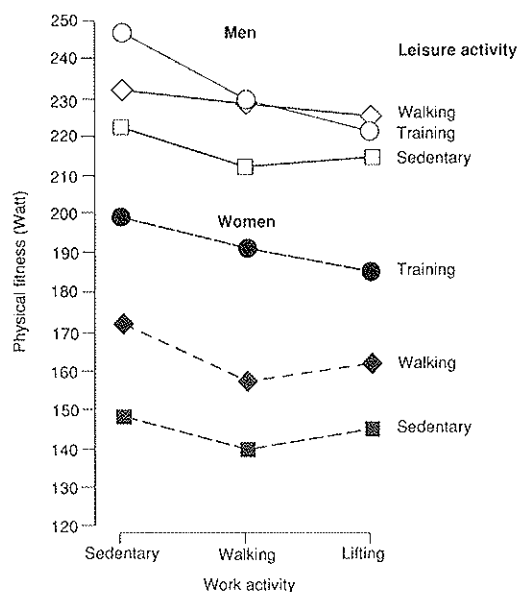 250
240
230
220
210
200
190
180
170
160
150
140
130
120
Physical fitness (Watt)
Men
Leisure activity
Walking
Training
Sedentary
Women
Training
Walking
Sedentary
Sedentary
Walking
Lifting
Work activity